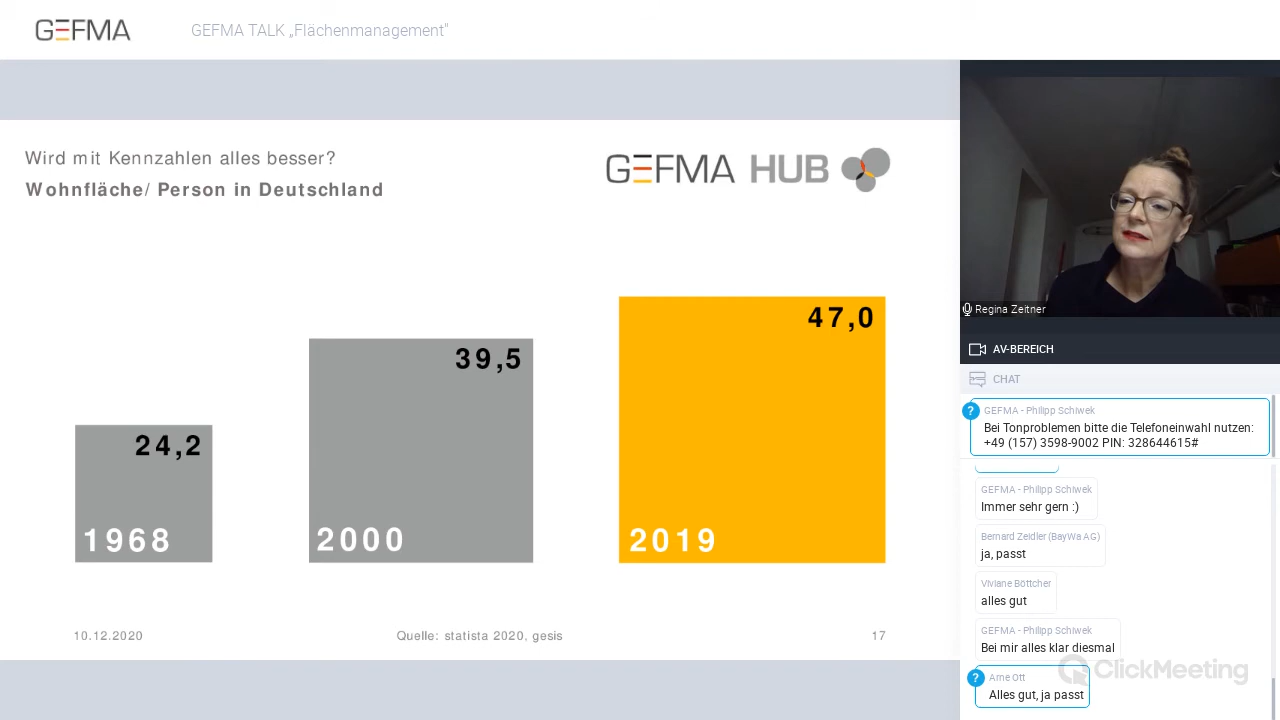 GEFMA
GEFMA TALK „Flächenmanagement"
Wird mit Kennzahlen alles besser?
Wohnfläche/ Person in Deutschland
GEFMA HUB
24,2
1968
39,5
2000
47,0
2019
10.12.2020
Quelle: statista 2020, gesis
17
Regina Zeitner
AV-BEREICH
CHAT
?
GEFMA - Philipp Schiwek
Bei Tonproblemen bitte die Telefoneinwahl nutzen:
+49 (157) 3598-9002 PIN: 328644615#
GEFMA - Philipp Schiwek
Immer sehr gern :)
Bernard Zeidler (BayWa AG)
ja, passt
Viviane Böttcher
alles gut
GEFMA - Philipp Schiwek
Bei mir alles klar diesmal
ClickMeeting
?
Arne Ott
Alles gut, ja passt